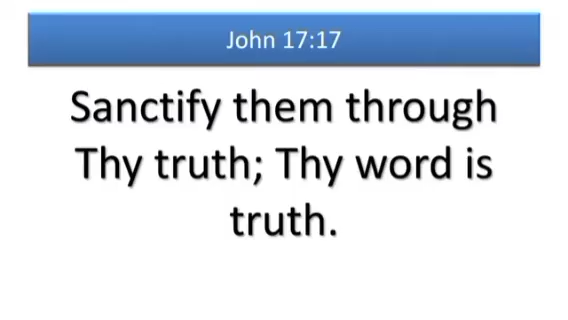 John 17:17
Sanctify them through
Thy truth; Thy word is
truth.